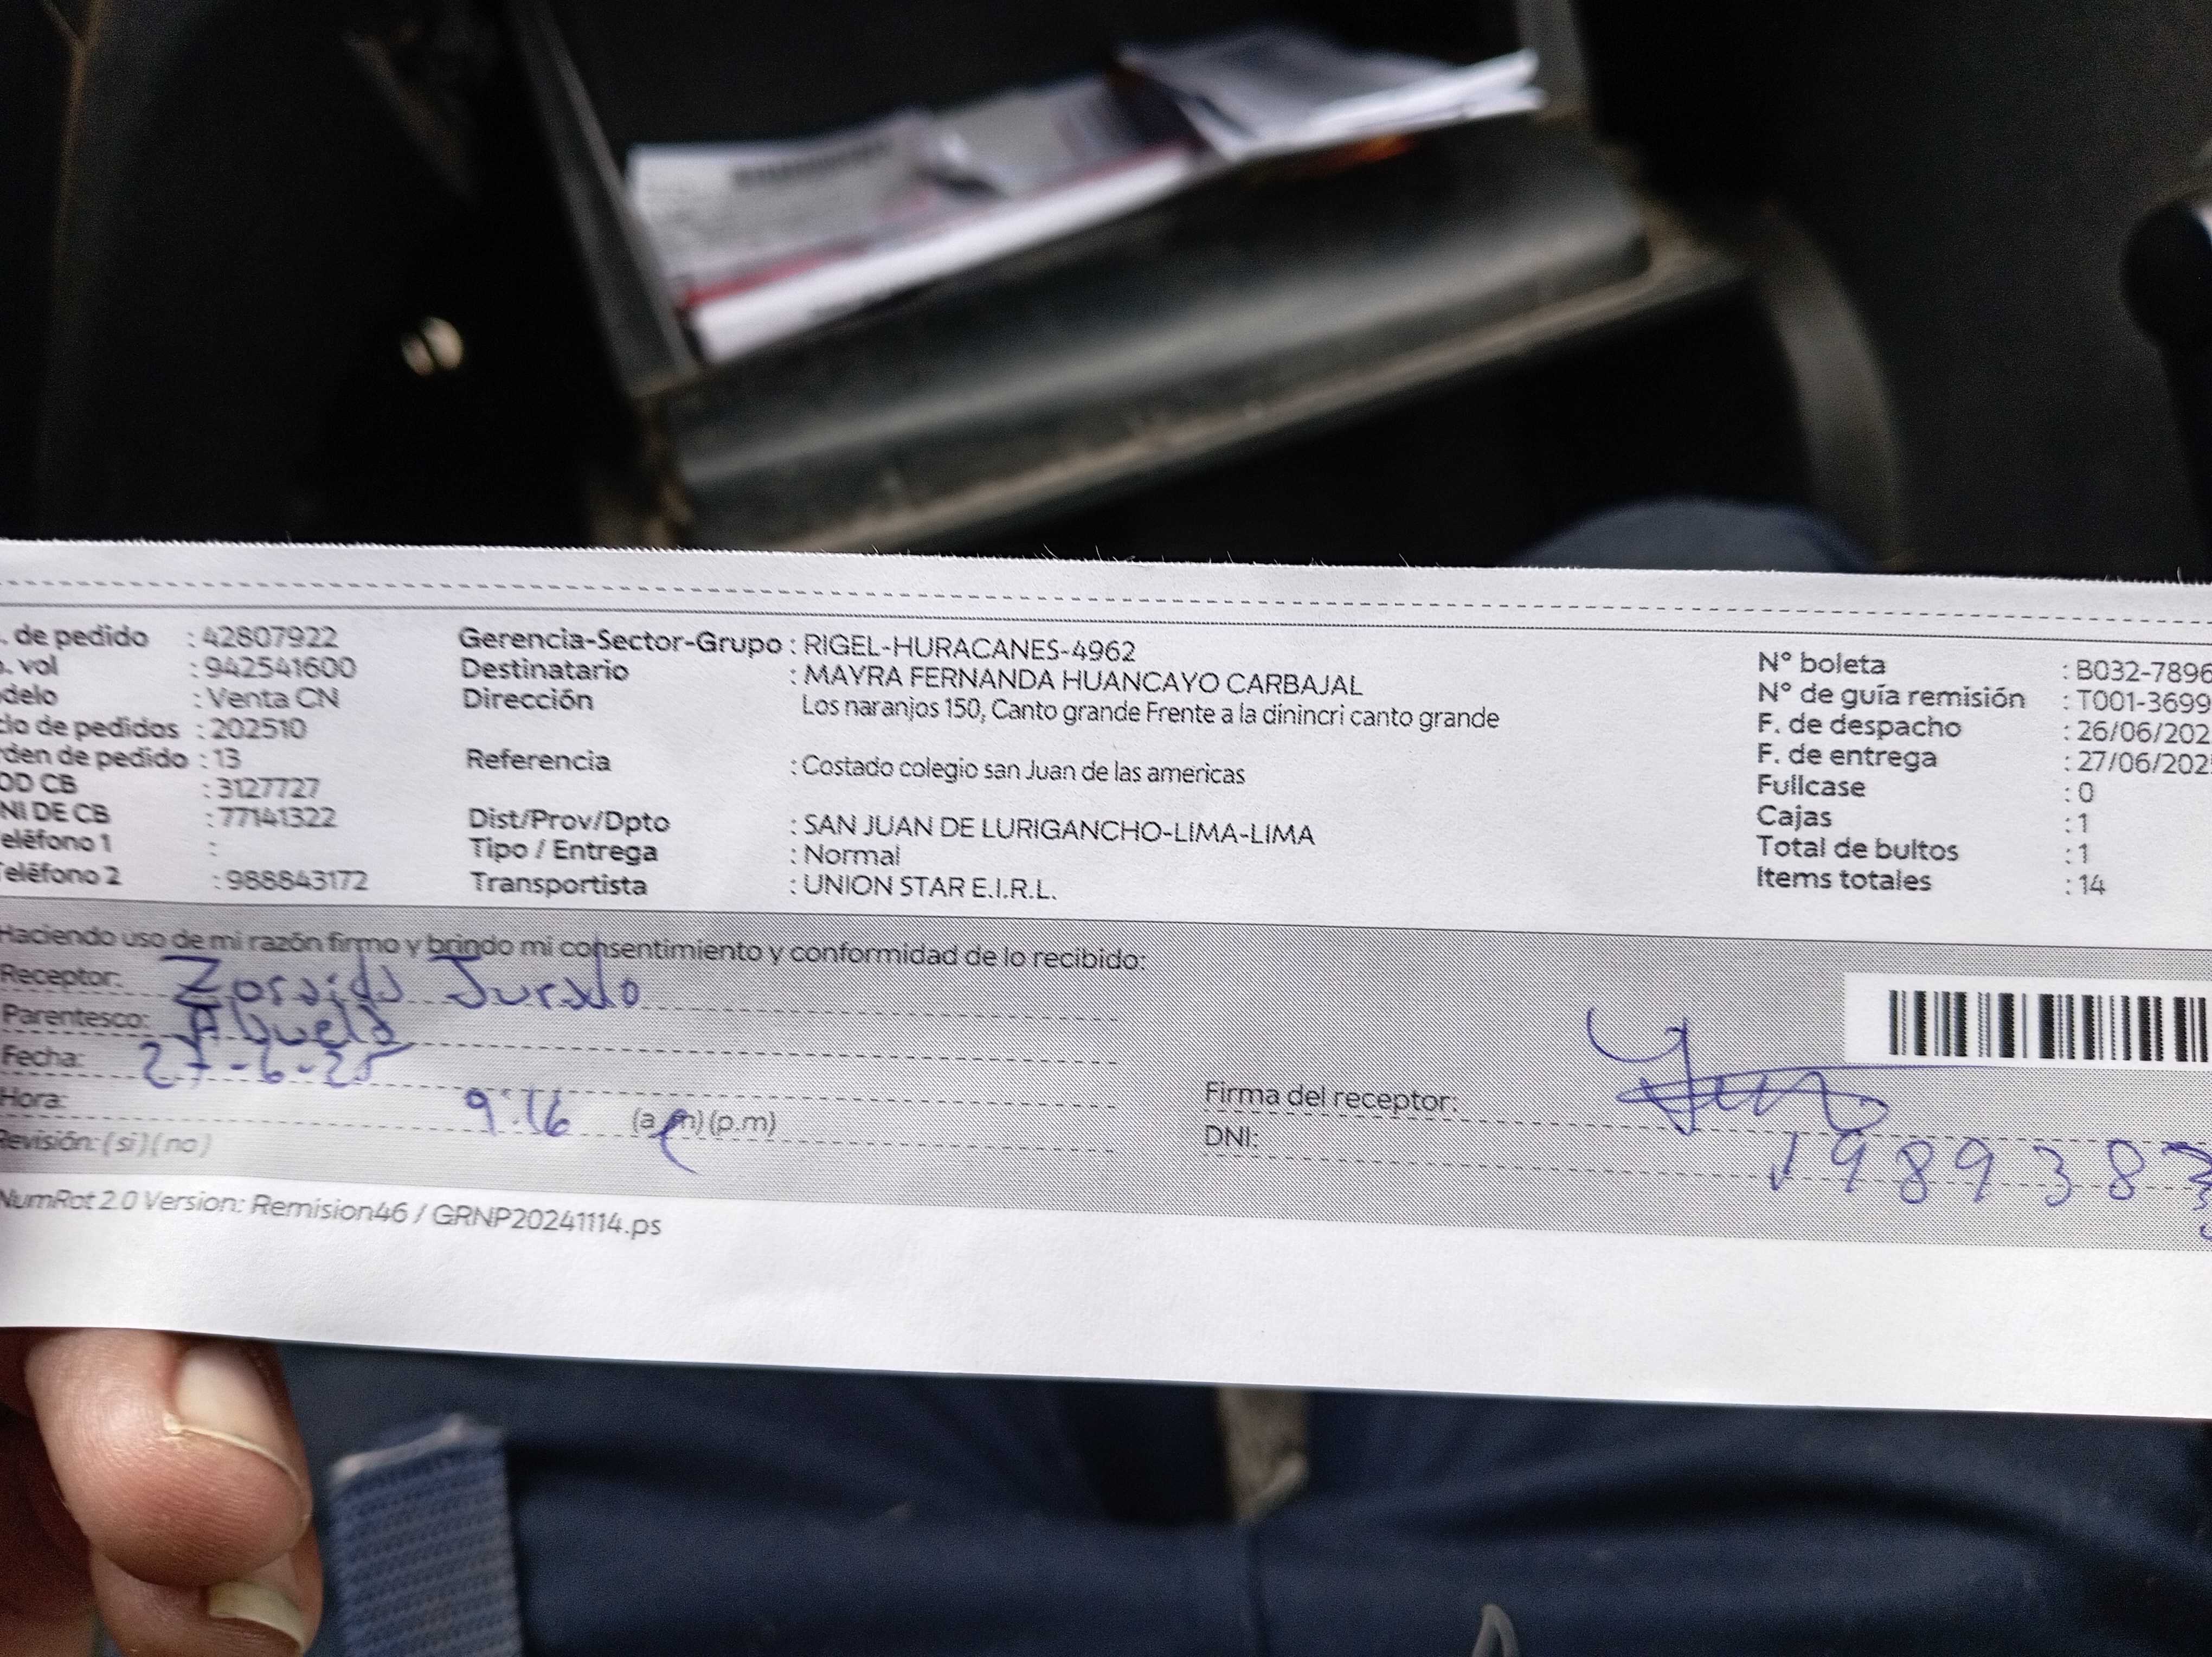 . de pedido : 42807922 Gerencia-Sector-Grupo : RIGEL-HURACANES-4962 N° boleta : B032-7896
. vol : 942541600 Destinatario : MAYRA FERNANDA HUANCAYO CARBAJAL N° de guía remisión : T001-3699
delo : Venta CN Dirección Los naranjos 150, Canto grande Frente a la dinincri canto grande F. de despacho : 26/06/202
clo de pedidos : 202510 F. de entrega : 27/06/202
rden de pedido : 13 Referencia : Costado colegio san Juan de las americas Fullcase : 0
OD CB : 3127727 Cajas : 1
NI DE CB : 77141322 Dist/Prov/Dpto : SAN JUAN DE LURIGANCHO-LIMA-LIMA Total de bultos : 1
eléfono 1 : Tipo / Entrega : Normal Items totales : 14
Teléfono 2 : 988843172 Transportista : UNION STAR E.I.R.L.
Haciendo uso de mi razón firmo y brindo mi consentimiento y conformidad de lo recibido:
Receptor: Zoraida Jurado
Parentesco: Abuela
Fecha: 27-6-25
Hora: 9:16 (a.m) (p.m) Firma del receptor:
Revisión: (si) (no) DNI: 198938
NumRot 2.0 Version: Remision46 / GRNP20241114.ps